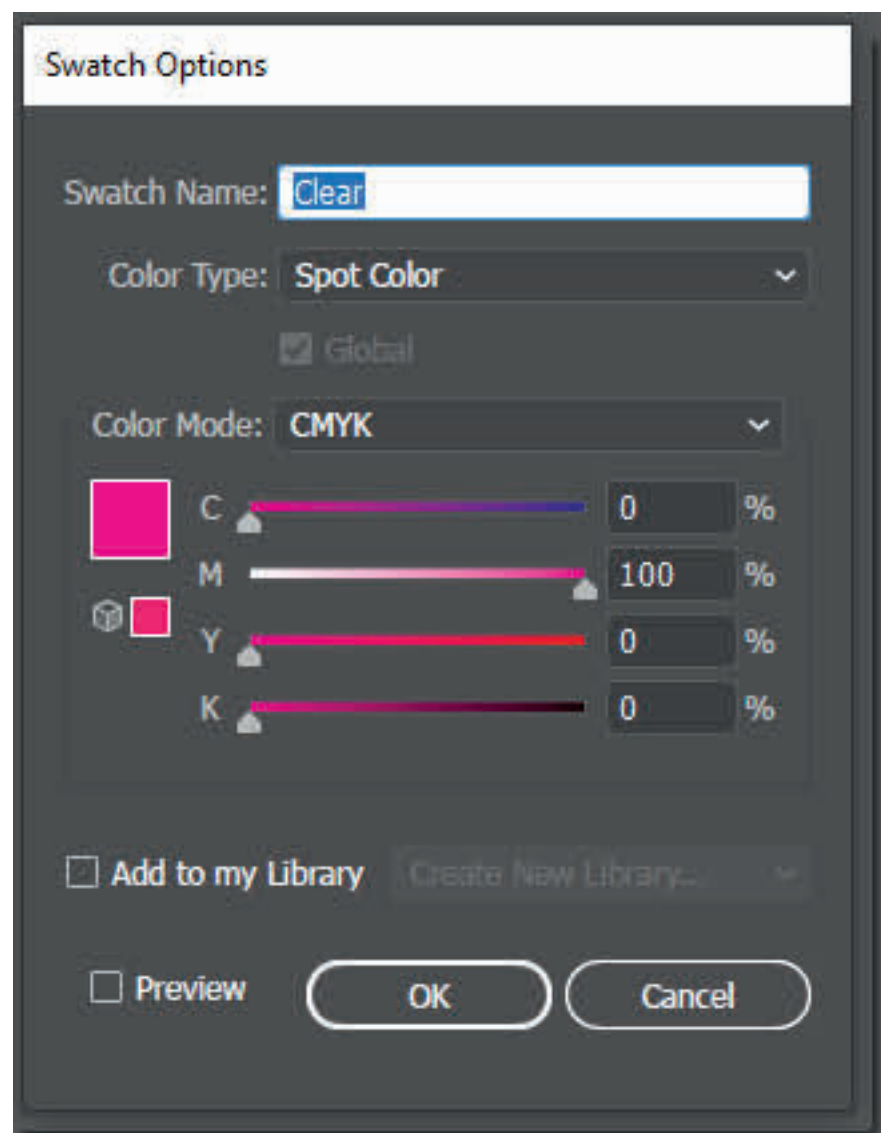 Swatch Options
Swatch Name: Clear
Color Type: Spot Color
Global
Color Mode: CMYK
C 0 %
M 100 %
Y 0 %
K 0 %
Add to my Library Create New Library...
Preview OK Cancel